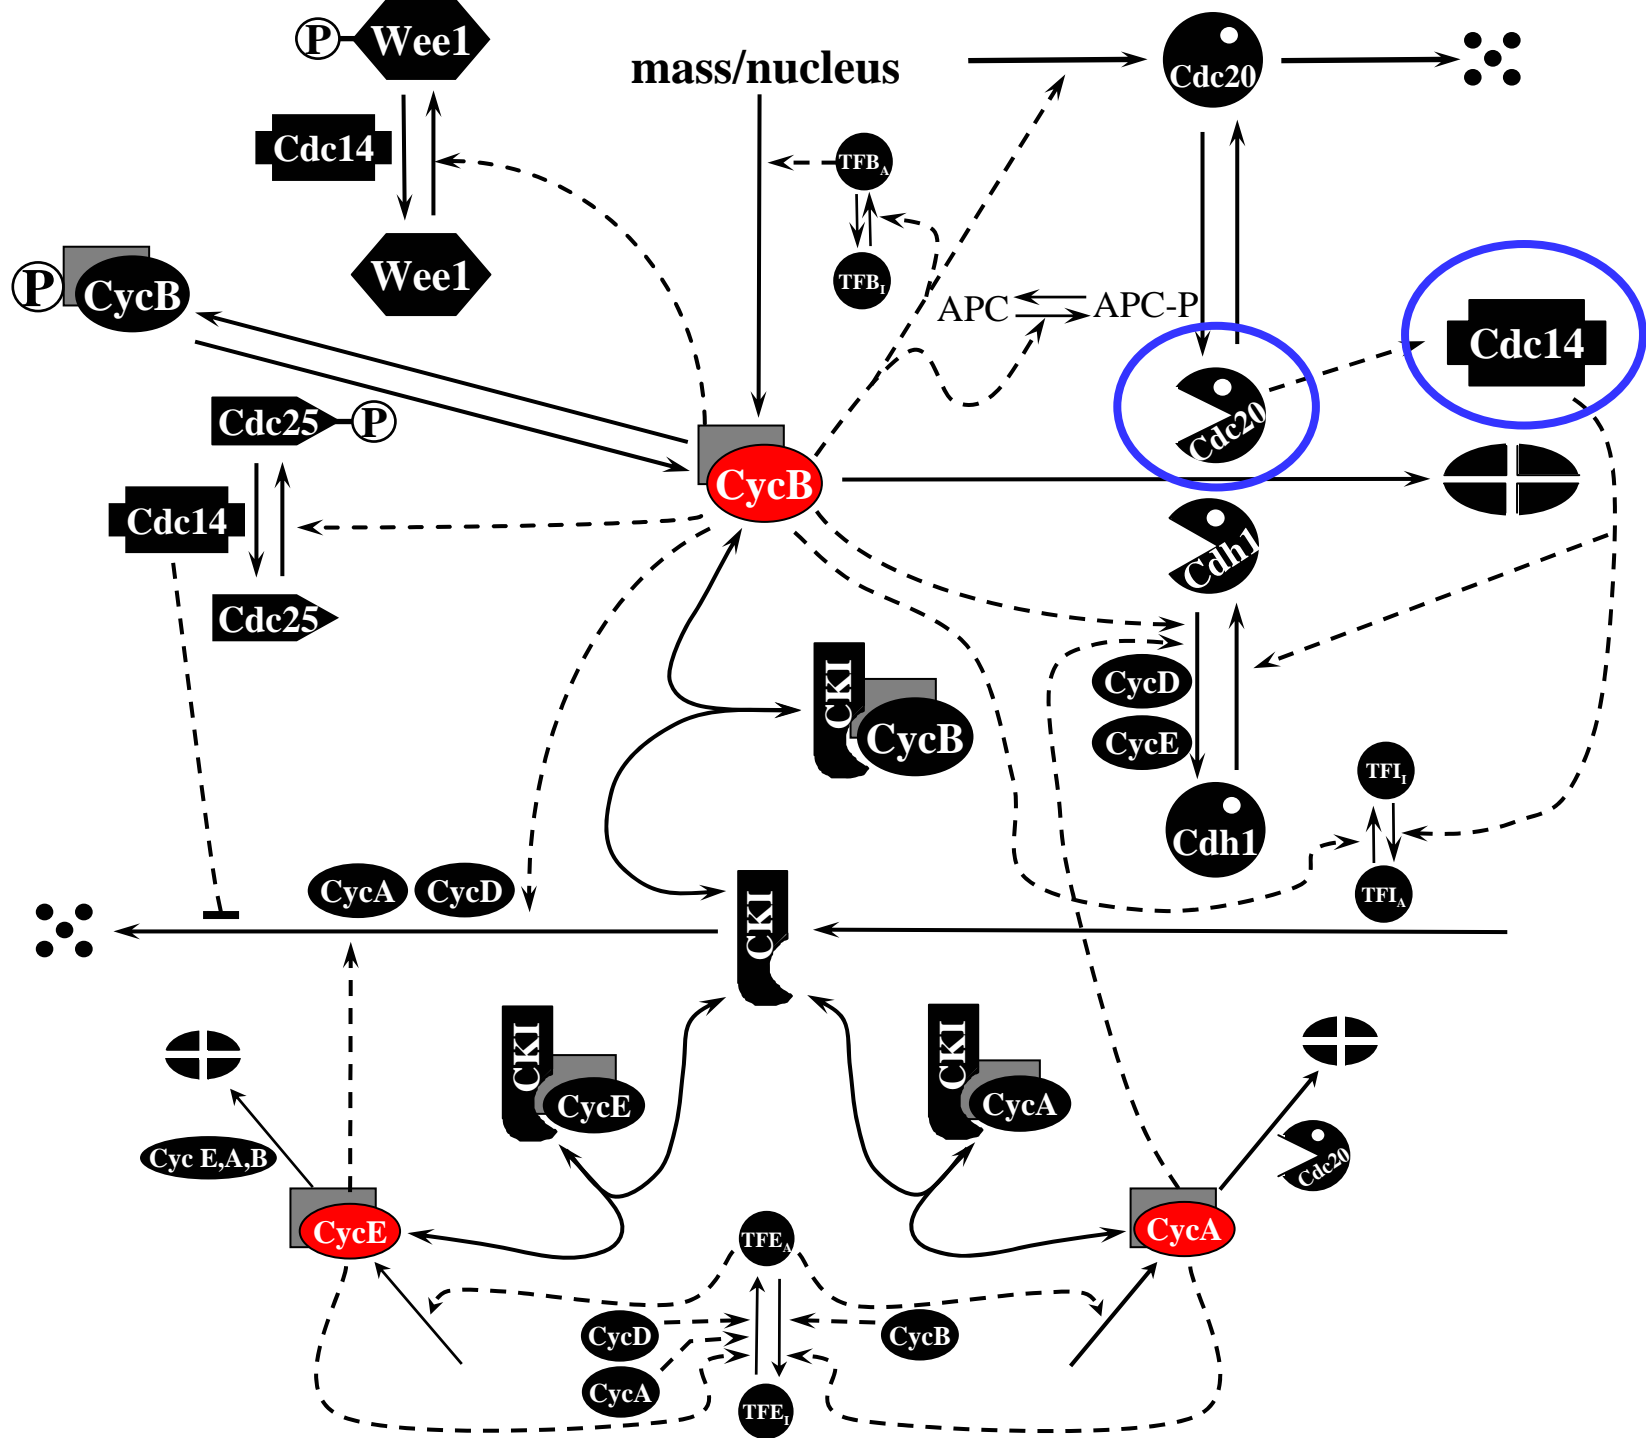 P Wee1
mass/nucleus
Cdc20
Cdc14
TFBA
Wee1
TFBI
P CycB
APC APC-P
Cdc14
Cdc25 P
Cdc20
CycB
Cdc14
Cdh1
Cdc25
CKI CycB
CycD
CycE
TFII
Cdh1
CycA CycD
TFIA
CKI
CKI CycE
CKI CycA
Cyc E,A,B
Cdc20
CycE
TFEA
CycA
CycD
CycB
CycA
TFEI